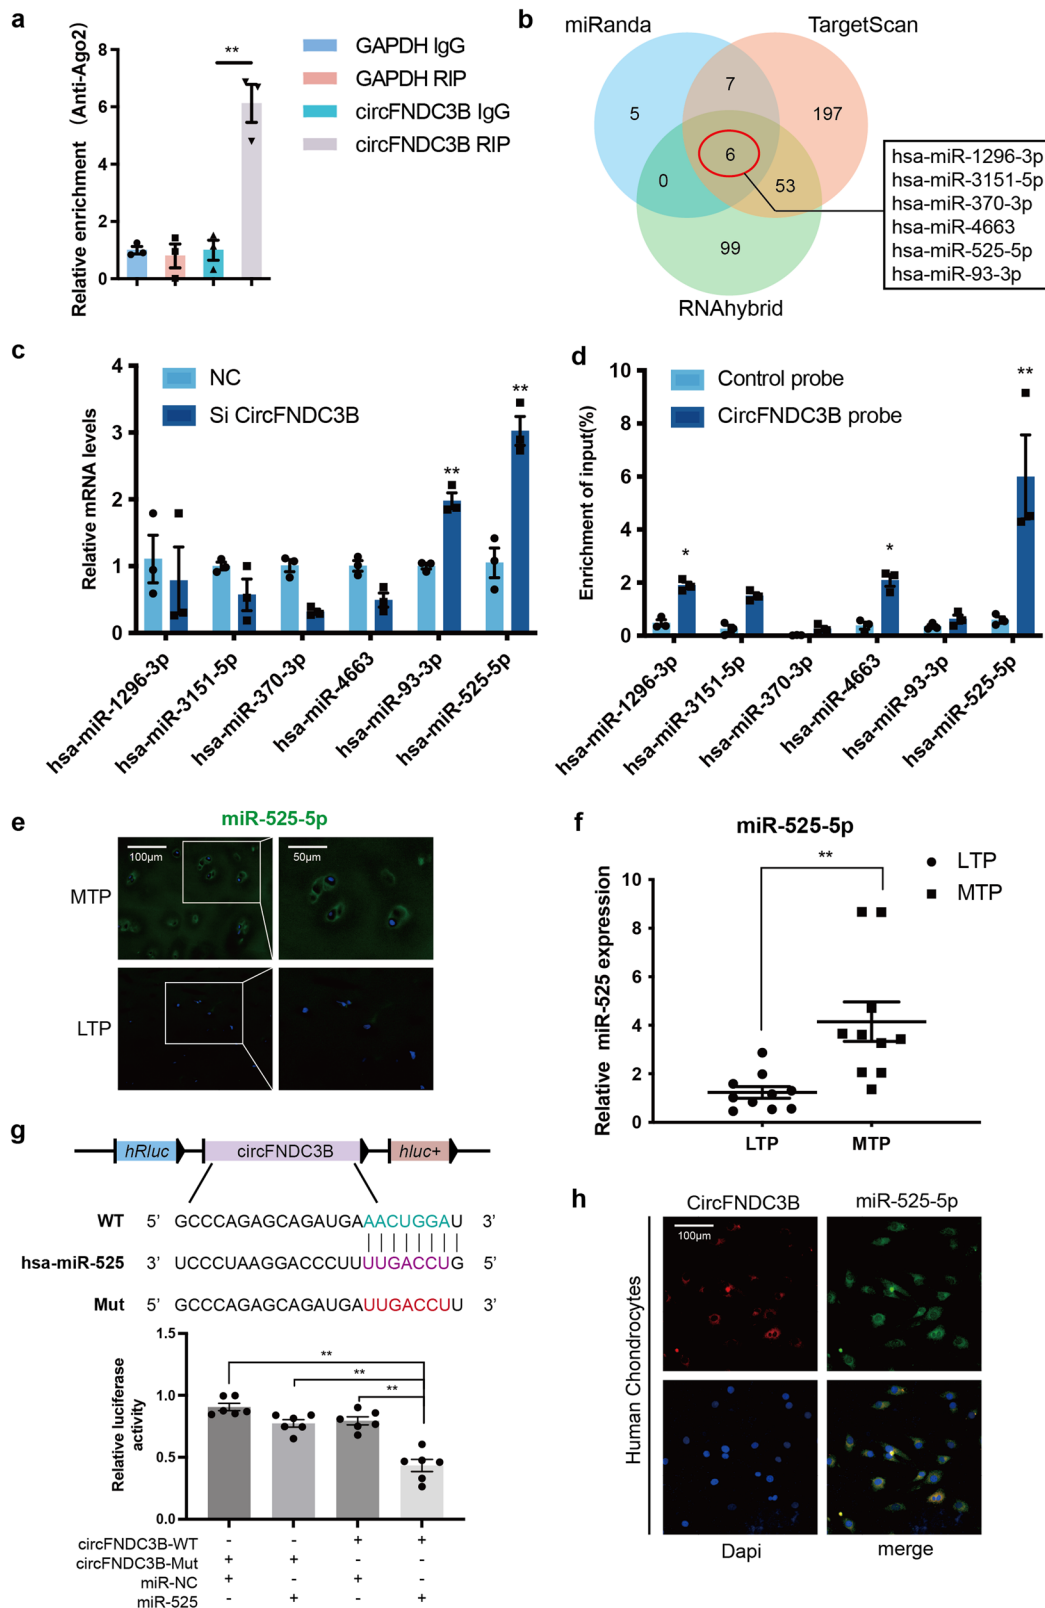 a
Relative enrichment (Anti-Ago2)
8
6
4
2
0
**
GAPDH IgG
GAPDH RIP
circFNDC3B IgG
circFNDC3B RIP
b
miRanda
TargetScan
7
5
197
6
0
53
99
RNAhybrid
hsa-miR-1296-3p
hsa-miR-3151-5p
hsa-miR-370-3p
hsa-miR-4663
hsa-miR-525-5p
hsa-miR-93-3p
c
Relative mRNA levels
4
3
2
1
0
NC
Si CircFNDC3B
**
**
hsa-miR-1296-3p
hsa-miR-3151-5p
hsa-miR-370-3p
hsa-miR-4663
hsa-miR-93-3p
hsa-miR-525-5p
d
Enrichment of input(%)
10
8
6
4
2
0
Control probe
CircFNDC3B probe
*
*
**
hsa-miR-1296-3p
hsa-miR-3151-5p
hsa-miR-370-3p
hsa-miR-4663
hsa-miR-93-3p
hsa-miR-525-5p
e
miR-525-5p
100μm
50μm
MTP
LTP
f
miR-525-5p
**
LTP
MTP
Relative miR-525 expression
10
8
6
4
2
0
LTP
MTP
g
hRluc
circFNDC3B
hluc+
WT 5’ GCCCAGAGCAGAUGAAACUGGAU 3’
hsa-miR-525 3’ UCCCUAAGGACCCUUUUUGACCUG 5’
Mut 5’ GCCCAGAGCAGAUGAUUGACCUU 3’
Relative luciferase activity
1.5
1.0
0.5
0.0
**
**
**
circFNDC3B-WT - - + +
circFNDC3B-Mut + + - -
miR-NC + - + -
miR-525 - + - +
h
CircFNDC3B
miR-525-5p
100μm
Human Chondrocytes
Dapi
merge